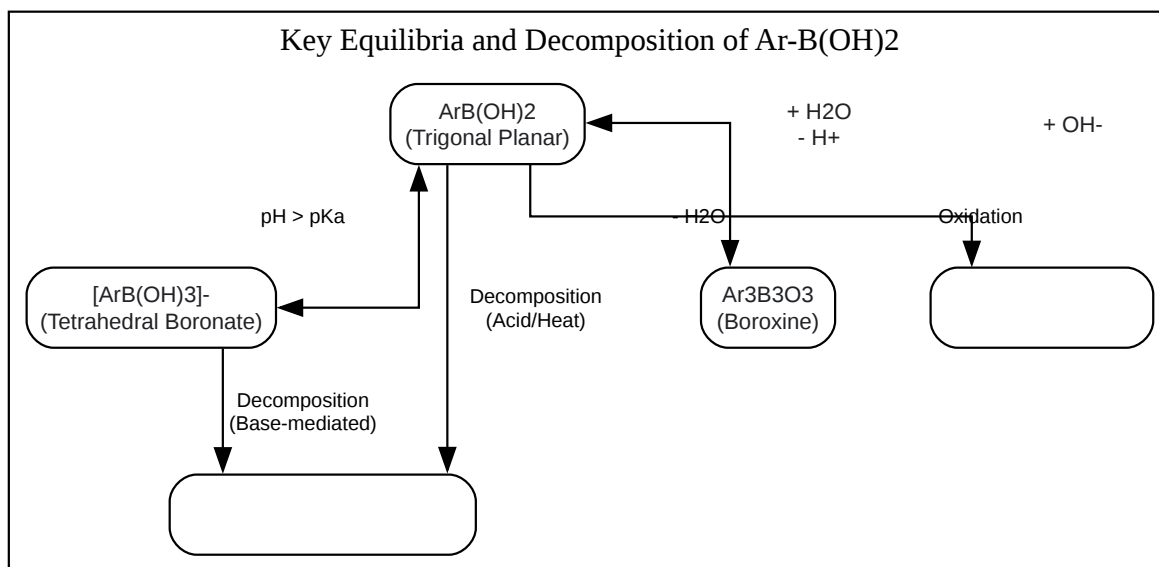 Key Equilibria and Decomposition of Ar-B(OH)2
ArB(OH)2
(Trigonal Planar)
+ H2O
- H+
+ OH-
pH > pKa
- H2O
Oxidation
[ArB(OH)3]-
(Tetrahedral Boronate)
Decomposition
(Acid/Heat)
Ar3B3O3
(Boroxine)
Decomposition
(Base-mediated)